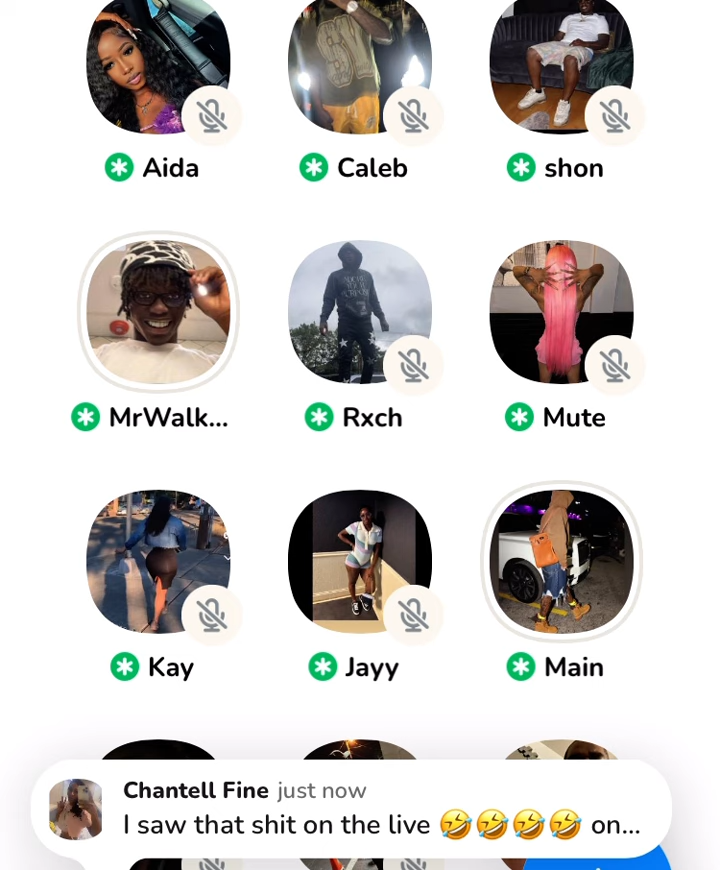 Aida
Caleb
shon
MrWalk...
Rxch
Mute
Kay
Jayy
Main
Chantell Fine just now
I saw that shit on the live 🤣🤣🤣🤣 on...